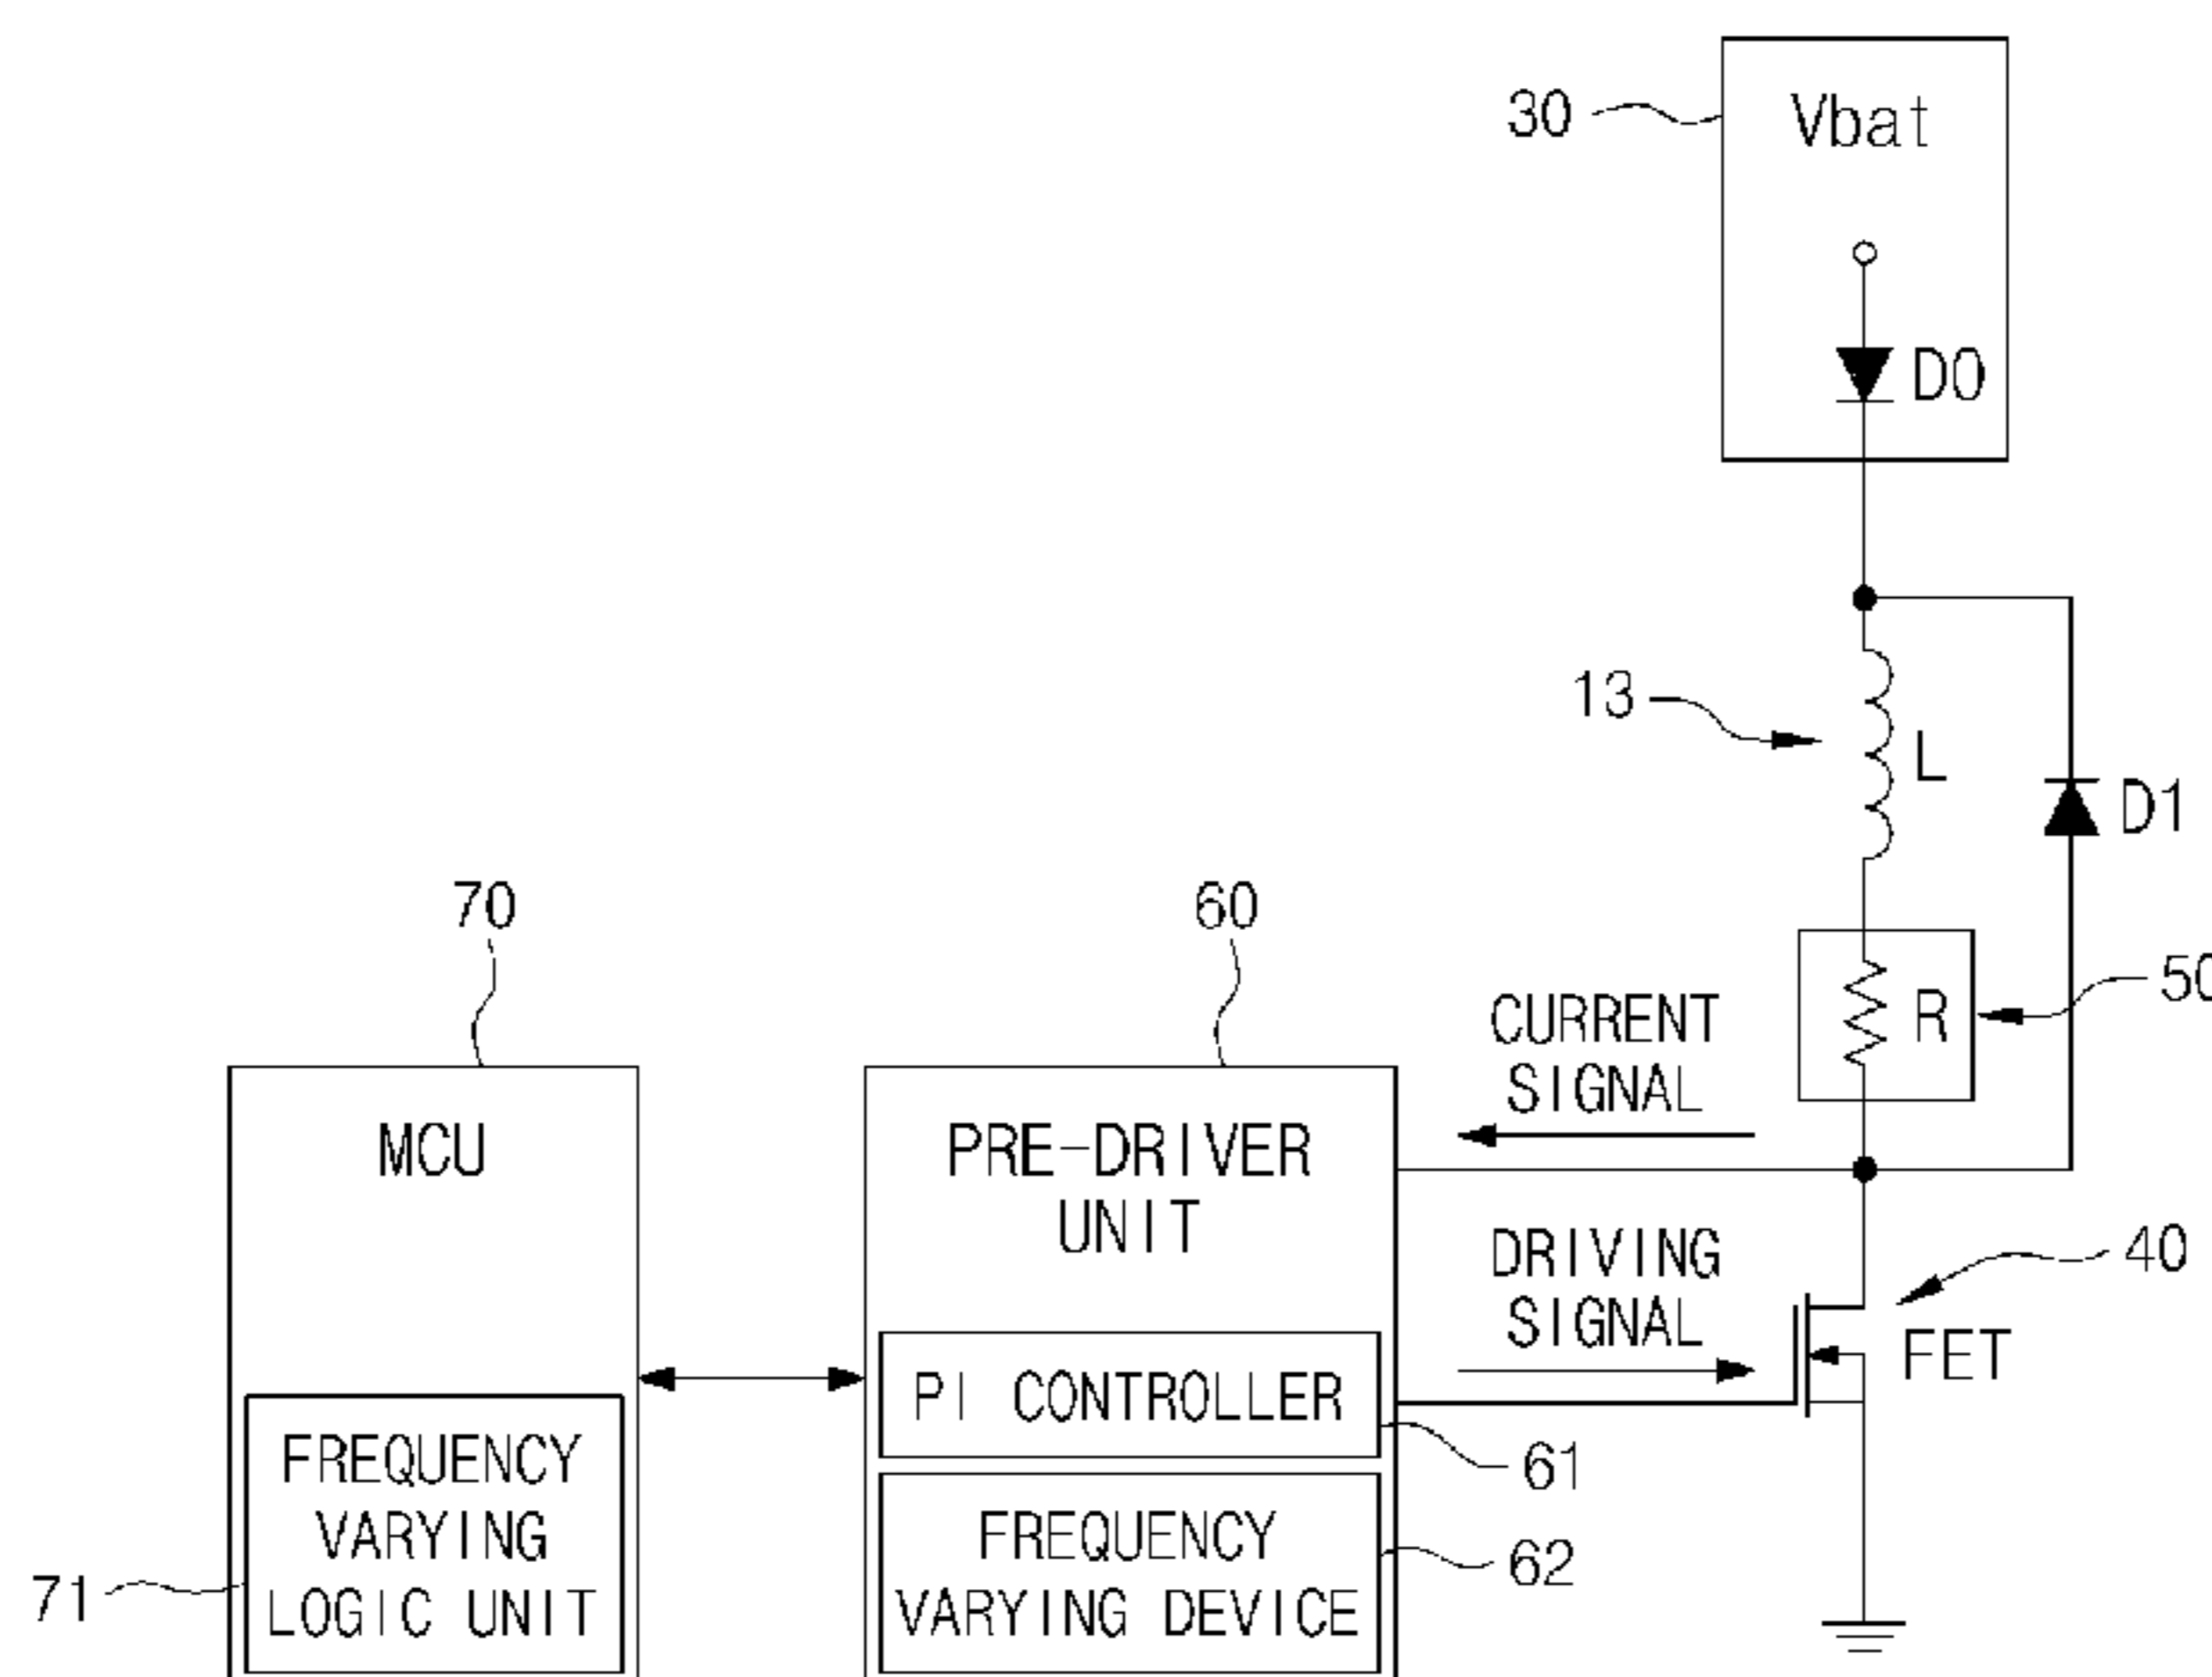 30
Vbat
D0
13
L
D1
70
60
50
R
CURRENT
SIGNAL
MCU
PRE-DRIVER
UNIT
DRIVING
SIGNAL
40
FET
PI CONTROLLER
61
FREQUENCY
VARYING
LOGIC UNIT
71
FREQUENCY
VARYING DEVICE
62